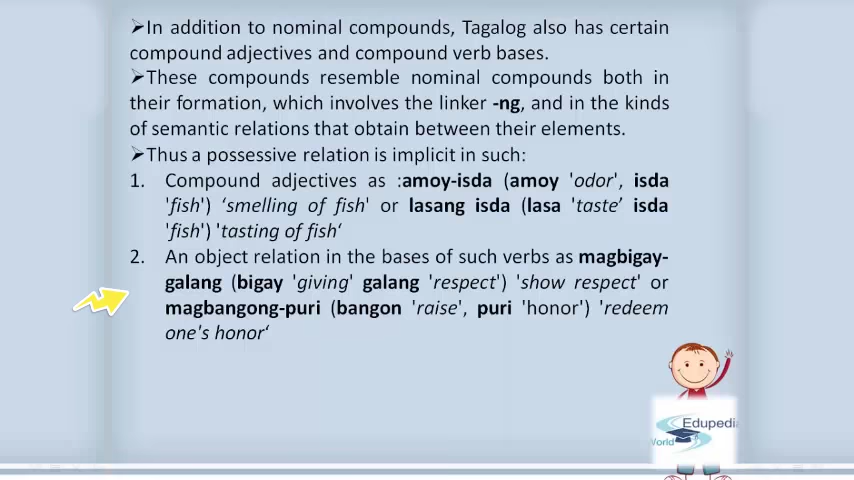 ➢In addition to nominal compounds, Tagalog also has certain
compound adjectives and compound verb bases.
➢These compounds resemble nominal compounds both in
their formation, which involves the linker -ng, and in the kinds
of semantic relations that obtain between their elements.
➢Thus a possessive relation is implicit in such:
1. Compound adjectives as :amoy-isda (amoy 'odor', isda
'fish') ‘smelling of fish' or lasang isda (lasa 'taste’ isda
'fish') 'tasting of fish‘
2. An object relation in the bases of such verbs as magbigay-
galang (bigay 'giving' galang 'respect') 'show respect' or
magbangong-puri (bangon 'raise', puri 'honor') 'redeem
one's honor‘
Edupedia
World